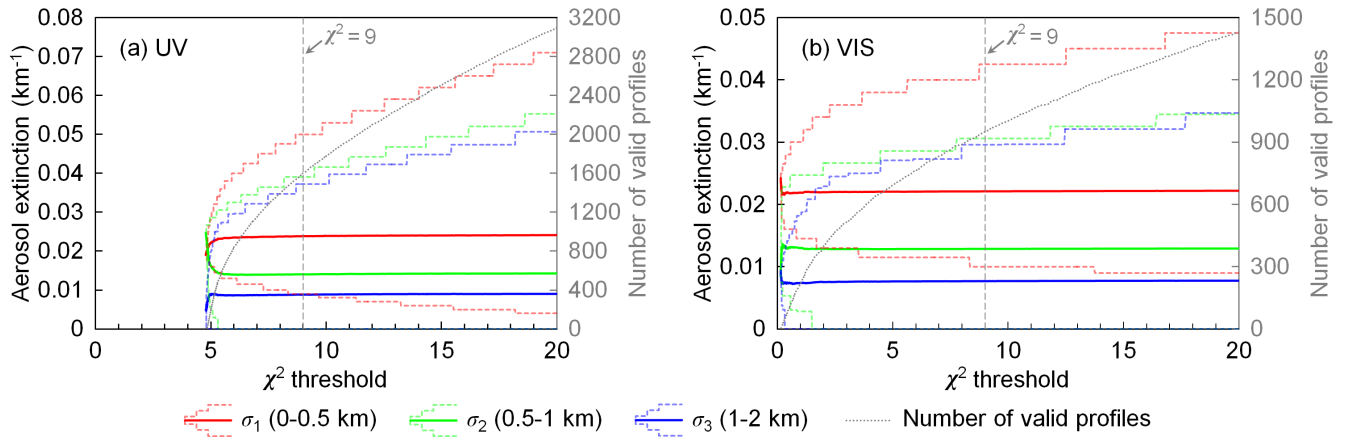 (a) UV
χ² = 9
Aerosol extinction (km⁻¹)
0.08
0.07
0.06
0.05
0.04
0.03
0.02
0.01
0
3200
2800
2400
2000
1600
1200
800
400
0
Number of valid profiles
0 5 10 15 20
χ² threshold
(b) VIS
χ² = 9
Aerosol extinction (km⁻¹)
0.05
0.04
0.03
0.02
0.01
0
1500
1200
900
600
300
0
Number of valid profiles
0 5 10 15 20
χ² threshold
σ₁ (0-0.5 km) σ₂ (0.5-1 km) σ₃ (1-2 km) Number of valid profiles